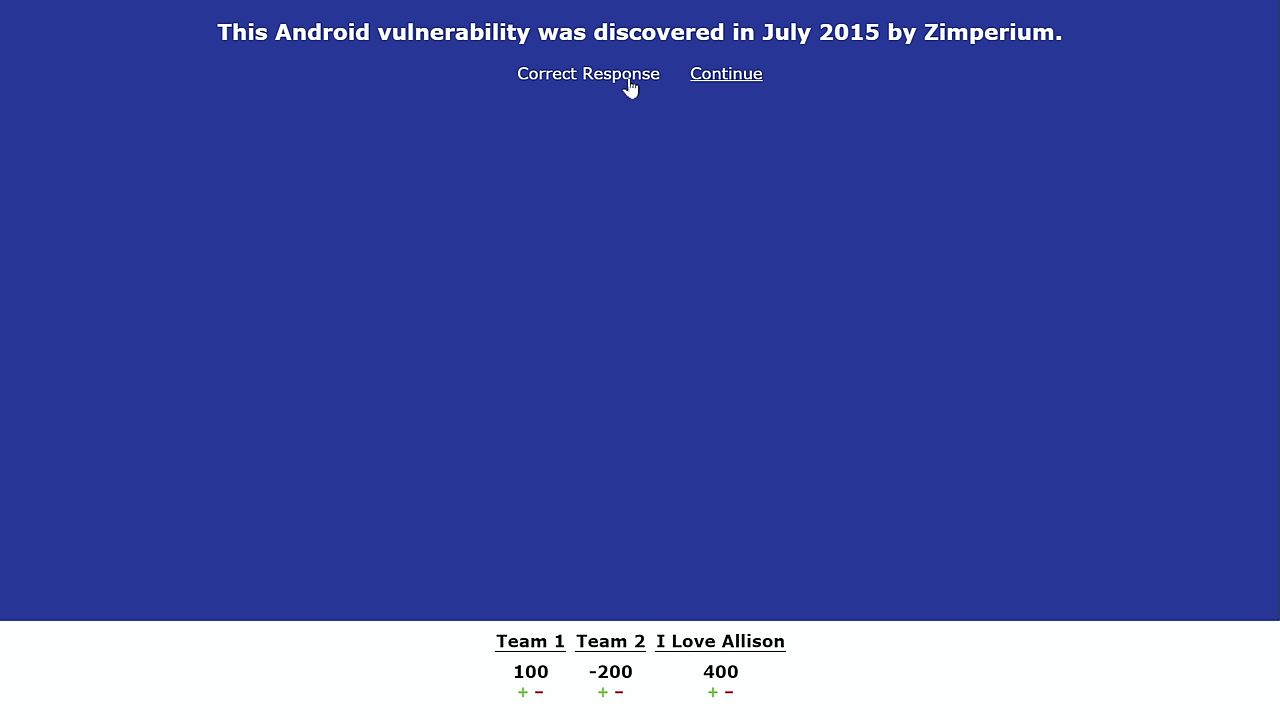 This Android vulnerability was discovered in July 2015 by Zimperium.
Correct Response Continue
Team 1 Team 2 I Love Allison
100 -200 400
+ − + − + −